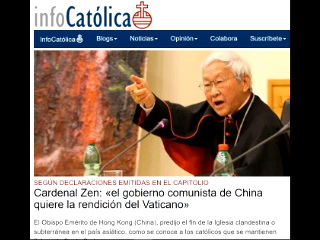 infoCatólica
infoCatólica Blogs Noticias Opinión Colabora Suscríbete
SEGÚN DECLARACIONES EMITIDAS EN EL CAPITOLIO
Cardenal Zen: «el gobierno comunista de China
quiere la rendición del Vaticano»
El Obispo Emérito de Hong Kong (China), predijo el fin de la Iglesia clandestina o
subterránea en el país asiático, como se conoce a los católicos que se mantienen